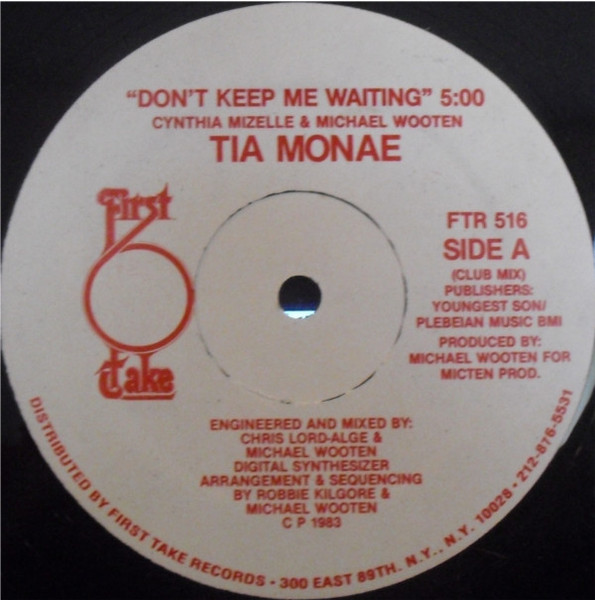 "DON'T KEEP ME WAITING" 5:00
CYNTHIA MIZELLE & MICHAEL WOOTEN
TIA MONAE
First
Take
FTR 516
SIDE A
(CLUB MIX)
PUBLISHERS:
YOUNGEST SON/
PLEBEIAN MUSIC BMI
PRODUCED BY:
MICHAEL WOOTEN FOR
MICTEN PROD.
ENGINEERED AND MIXED BY:
CHRIS LORD-ALGE &
MICHAEL WOOTEN
DIGITAL SYNTHESIZER
ARRANGEMENT & SEQUENCING
BY ROBBIE KILGORE &
MICHAEL WOOTEN
C P 1983
DISTRIBUTED BY FIRST TAKE RECORDS - 300 EAST 89TH. N.Y., N.Y. 10028 • 212-876-5531